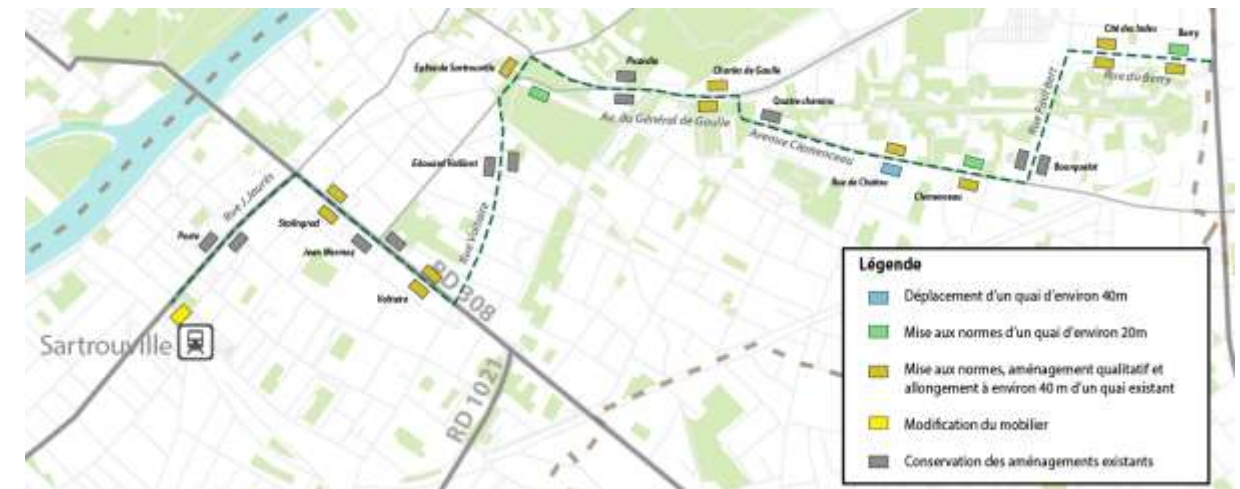 Cité des Indes
Berry
Rue du Berry
Eglise de Sartrouville
Picardie
Charles de Gaulle
Av. du Général de Gaulle
Quatre chemins
Avenue Clemenceau
Rue Paul Bert
Rue de Chatou
Clemenceau
Bourquelot
Edouard Vaillant
Rue Voltaire
Rue J. Jaurès
Poste
Stalingrad
Jean Mermoz
Voltaire
RD 308
RD 1021
Sartrouville
Légende
Déplacement d'un quai d'environ 40m
Mise aux normes d'un quai d'environ 20m
Mise aux normes, aménagement qualitatif et
allongement à environ 40 m d'un quai existant
Modification du mobilier
Conservation des aménagements existants